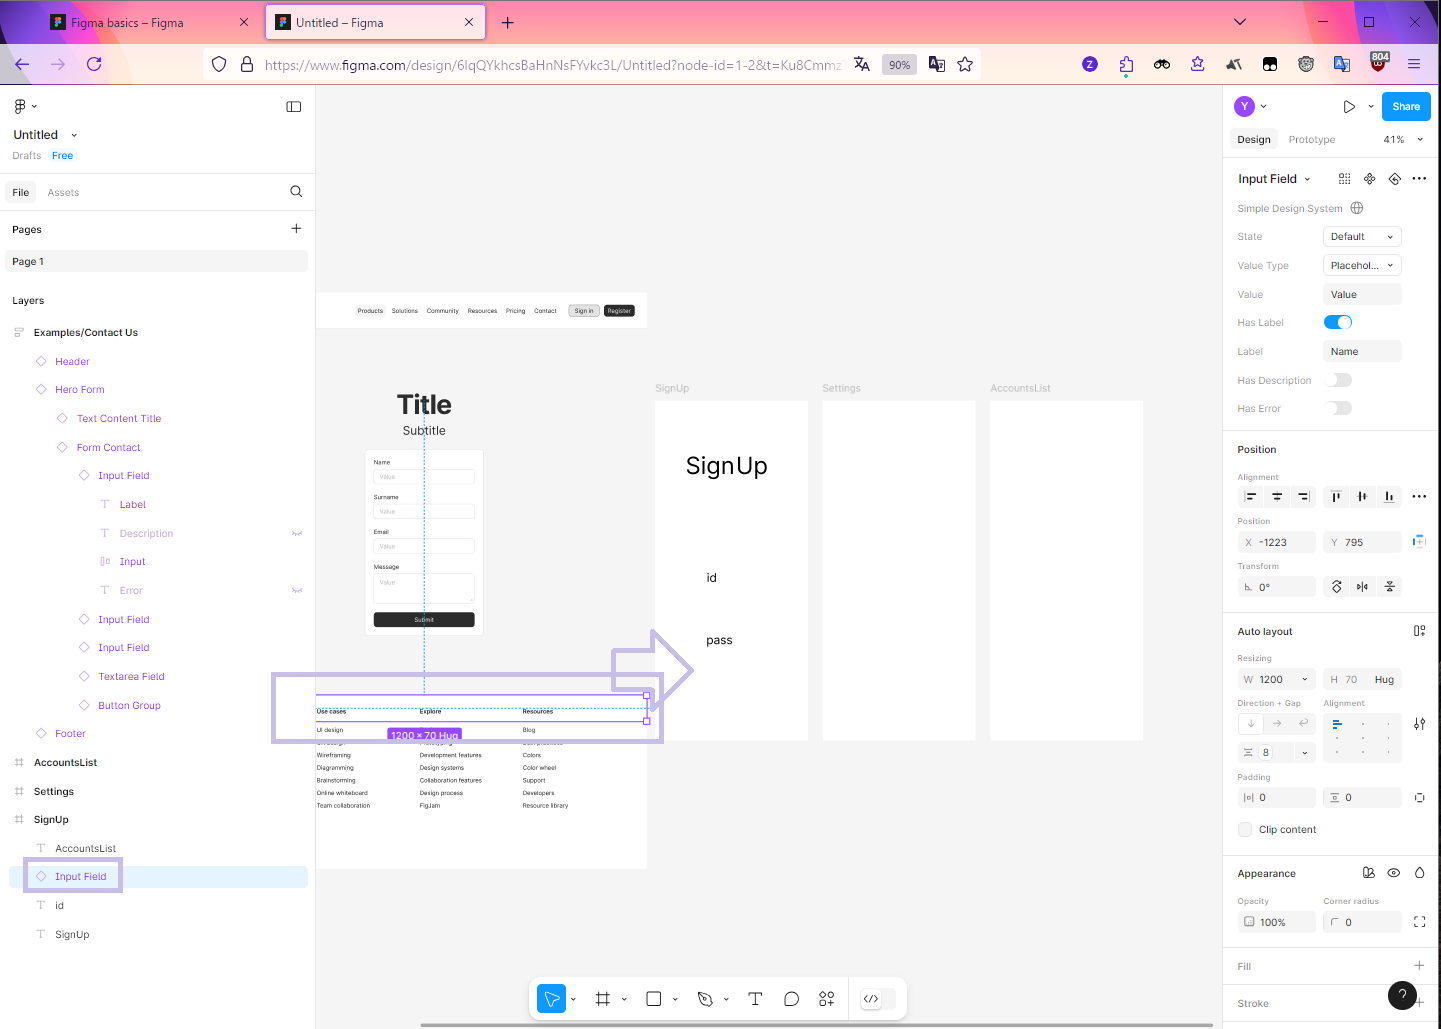 Figma basics – Figma
Untitled – Figma
https://www.figma.com/design/6IqQYkhcsBaHnNsFYvkc3L/Untitled?node-id=1-2&t=Ku8Cmmz
90%
Z
804
Untitled
Drafts
Free
File
Assets
Pages
Page 1
Layers
Examples/Contact Us
Header
Hero Form
Text Content Title
Form Contact
Input Field
Label
Description
Input
Error
Input Field
Input Field
Textarea Field
Button Group
Footer
AccountsList
Settings
SignUp
AccountsList
Input Field
id
SignUp
Products Solutions Community Resources Pricing Contact Sign in Register
Title
Subtitle
Name
Value
Surname
Value
Email
Value
Message
Value
Submit
Use cases Explore Resources
UI design Blog
1200 × 70 Hug
Wireframing Development features Colors
Diagramming Design systems Color wheel
Brainstorming Collaboration features Support
Online whiteboard Design process Developers
Team collaboration FigJam Resource library
SignUp
Settings
AccountsList
SignUp
id
pass
Y
Share
Design
Prototype
41%
Input Field
Simple Design System
State
Default
Value Type
Placehol...
Value
Value
Has Label
Label
Name
Has Description
Has Error
Position
Alignment
Position
X -1223
Y 795
Transform
0°
Auto layout
Resizing
W 1200
H 70 Hug
Direction + Gap
Alignment
8
Padding
0
0
Clip content
Appearance
Opacity
Corner radius
100%
0
Fill
Stroke
?